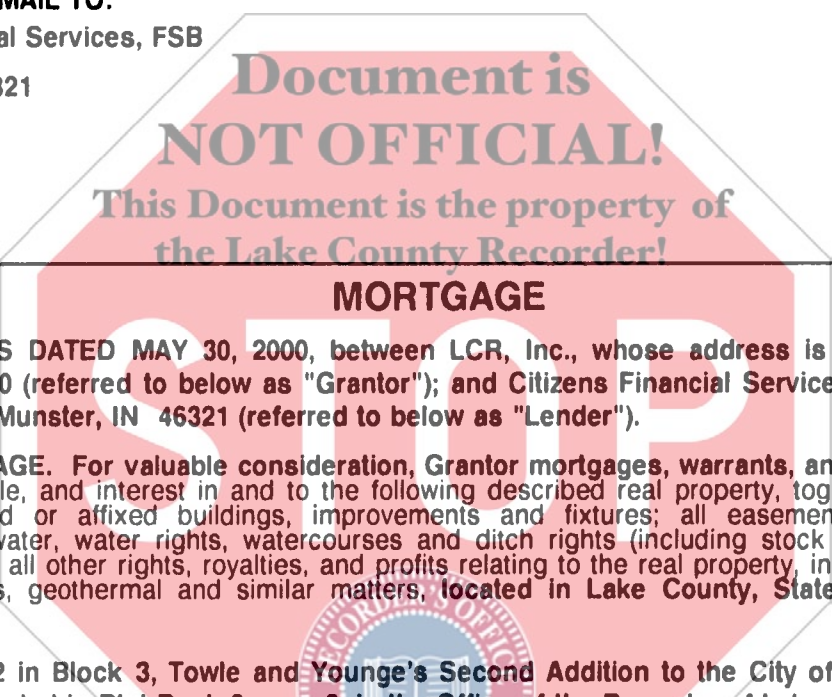 MAIL TO:
al Services, FSB
321
Document is
NOT OFFICIAL!
This Document is the property of
the Lake County Recorder!
MORTGAGE
S DATED MAY 30, 2000, between LCR, Inc., whose address is
0 (referred to below as "Grantor"); and Citizens Financial Service
Munster, IN 46321 (referred to below as "Lender").
AGE. For valuable consideration, Grantor mortgages, warrants, an
le, and interest in and to the following described real property, tog
d or affixed buildings, improvements and fixtures; all easemen
vater, water rights, watercourses and ditch rights (including stock
all other rights, royalties, and profits relating to the real property, in
s, geothermal and similar matters, located in Lake County, State
STOP
RECORDER'S OFFIC
2 in Block 3, Towle and Younge's Second Addition to the City of